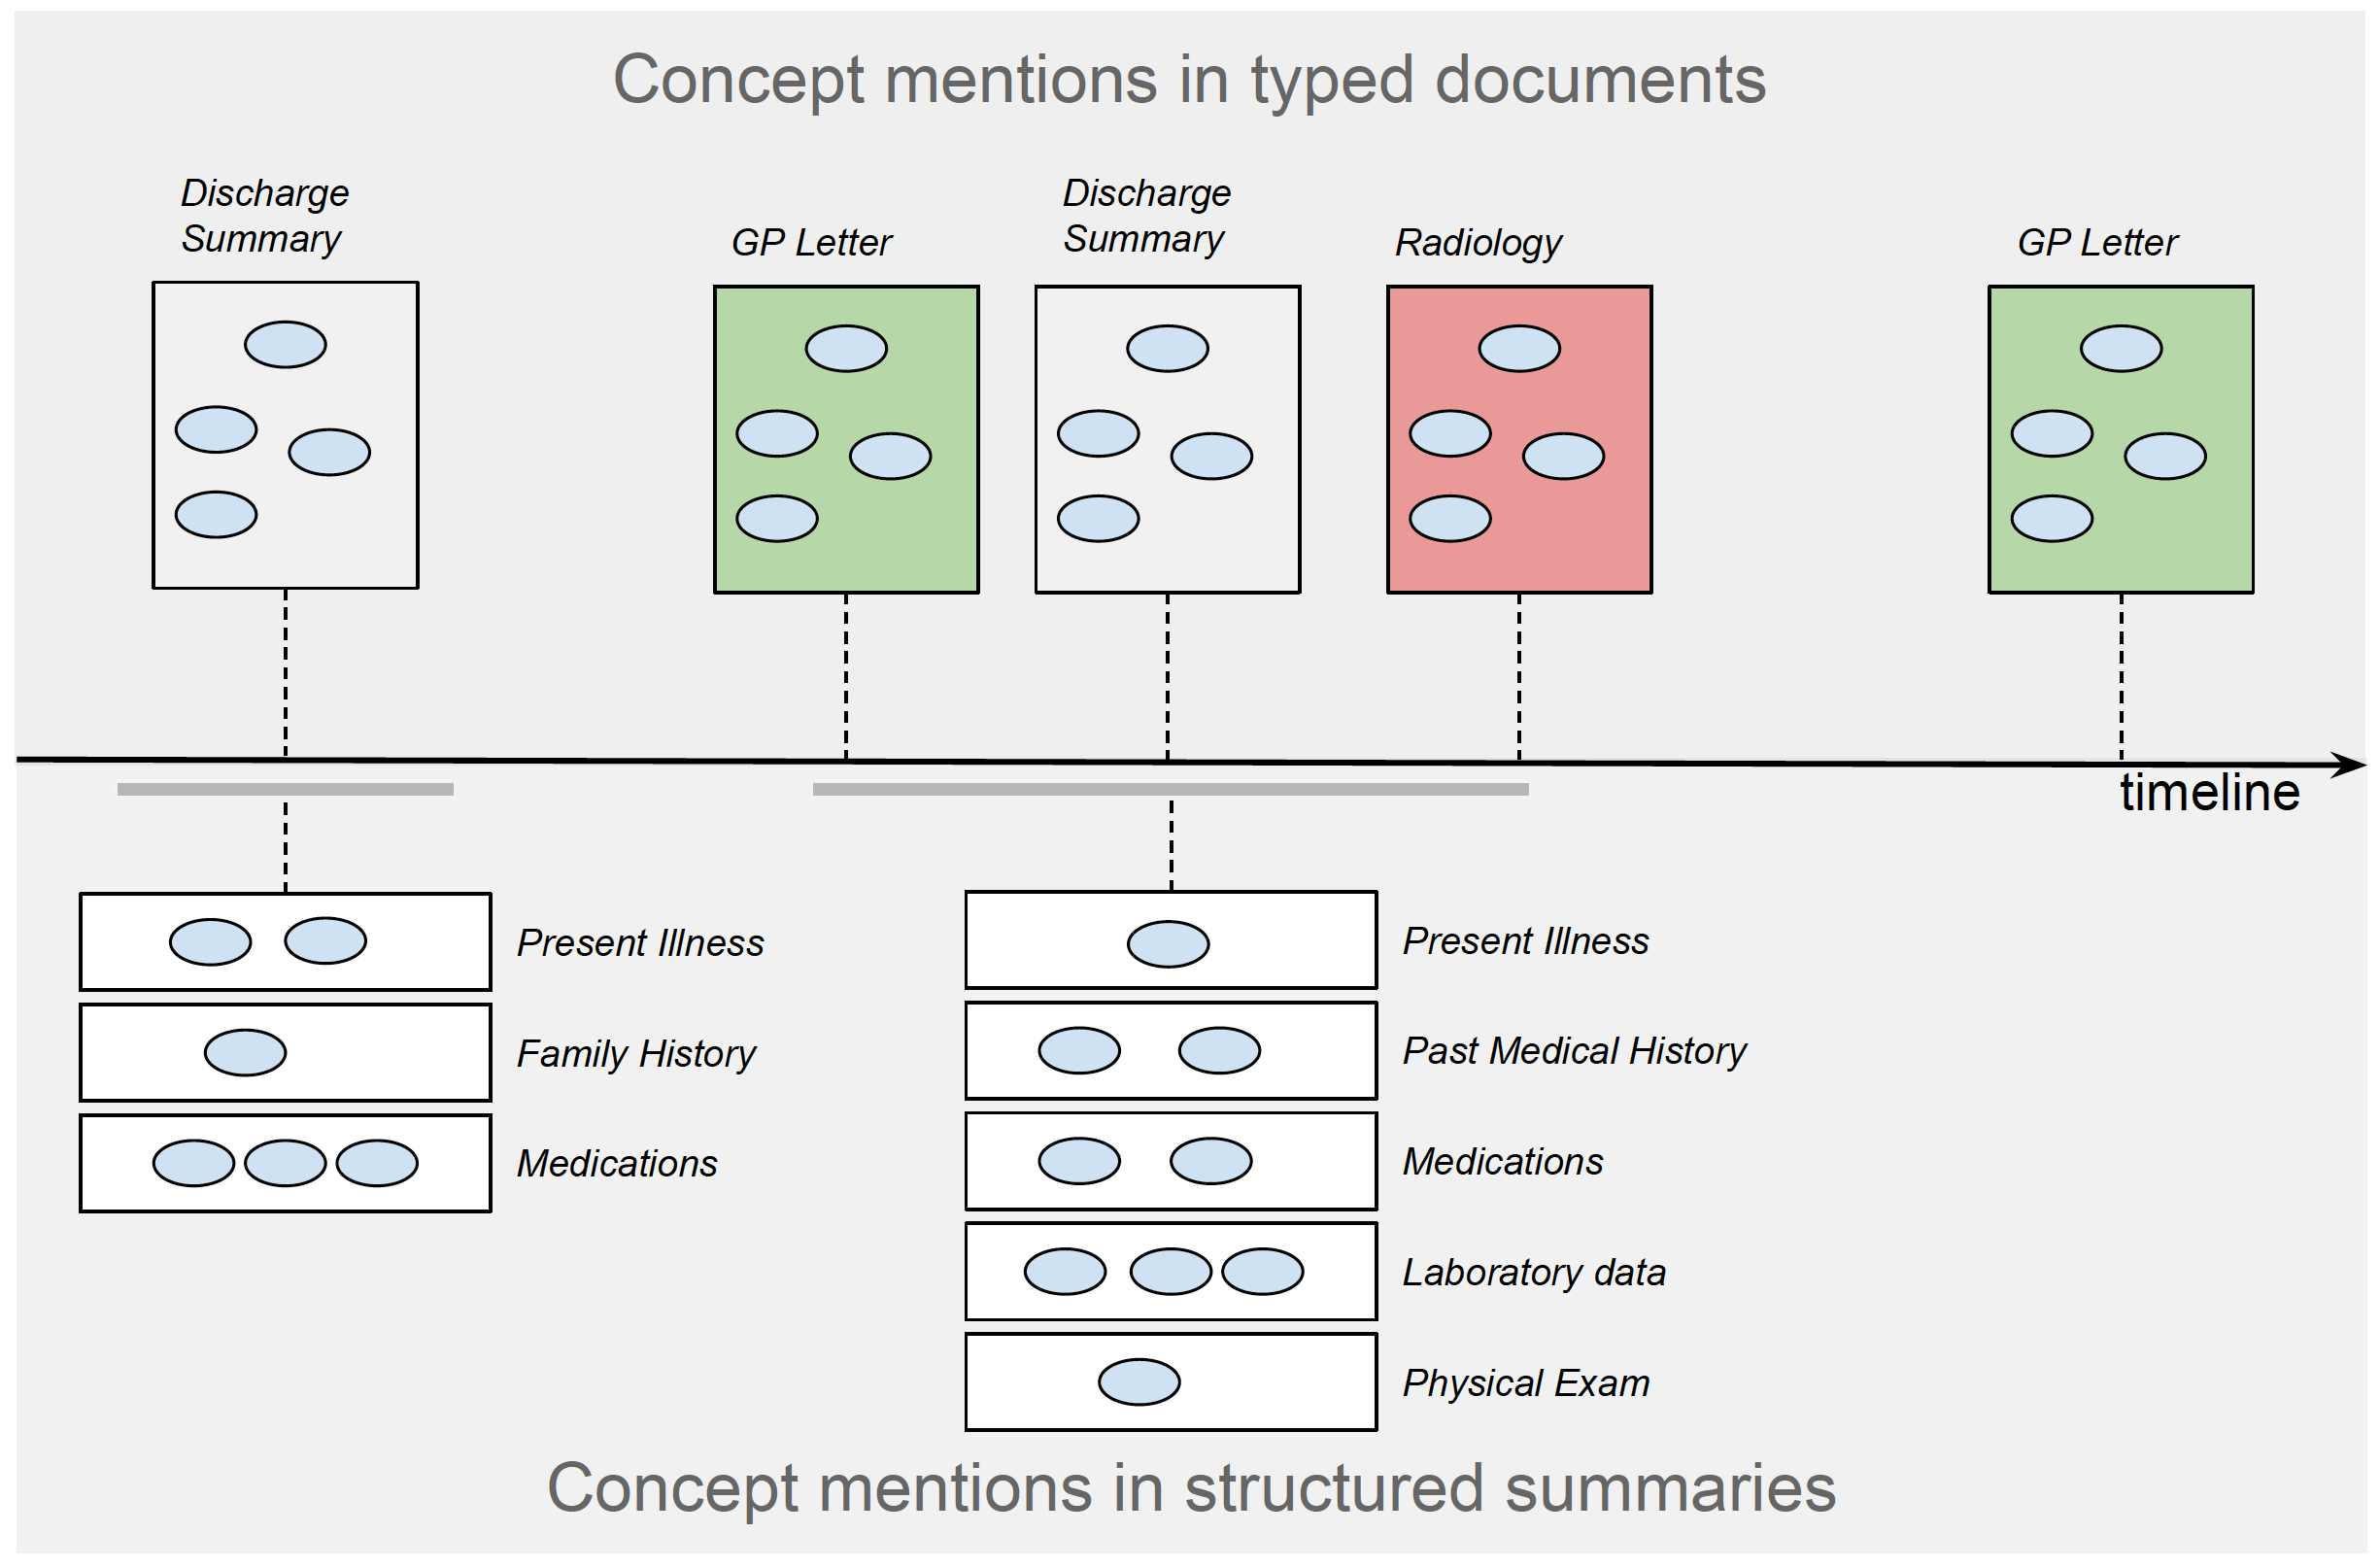 Concept mentions in typed documents
Discharge
Summary
GP Letter
Discharge
Summary
Radiology
GP Letter
timeline
Present Illness
Family History
Medications
Present Illness
Past Medical History
Medications
Laboratory data
Physical Exam
Concept mentions in structured summaries